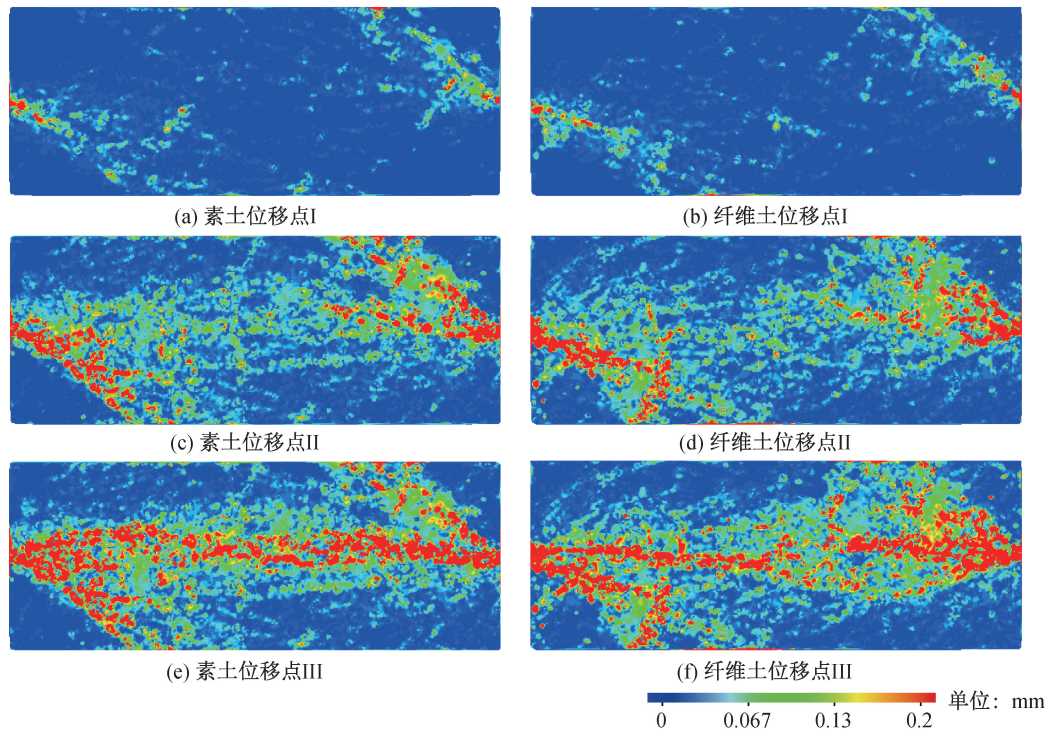 (a) 素土位移点I
(b) 纤维土位移点I
(c) 素土位移点II
(d) 纤维土位移点II
(e) 素土位移点III
(f) 纤维土位移点III
单位：mm
0 0.067 0.13 0.2